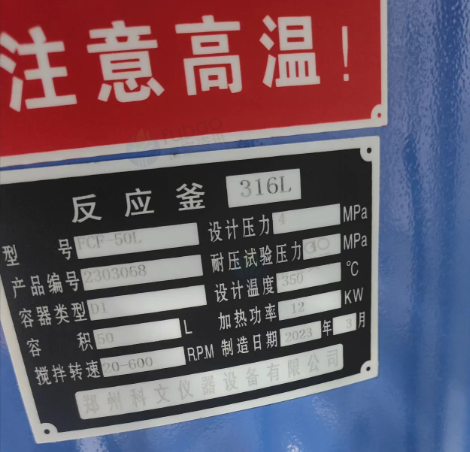 注意高温!
反应釜 316L
型号 FCF-50L 设计压力 4 MPa
产品编号 2303068 耐压试验压力 MPa
容器类型 D1 设计温度 350 ℃
容积 50 L 加热功率 12 KW
搅拌转速 20-600 RPM 制造日期 2023 年 3 月
郑州科文仪器设备有限公司